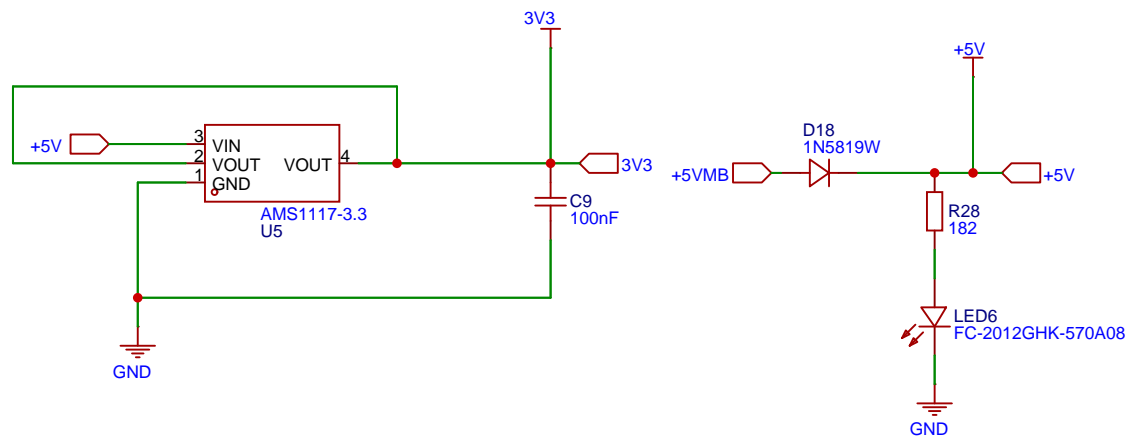 3V3
+5V
3
VIN
2
VOUT
VOUT
4
1
GND
AMS1117-3.3
U5
3V3
C9
100nF
GND
+5V
D18
1N5819W
+5VMB
+5V
R28
182
LED6
FC-2012GHK-570A08
GND